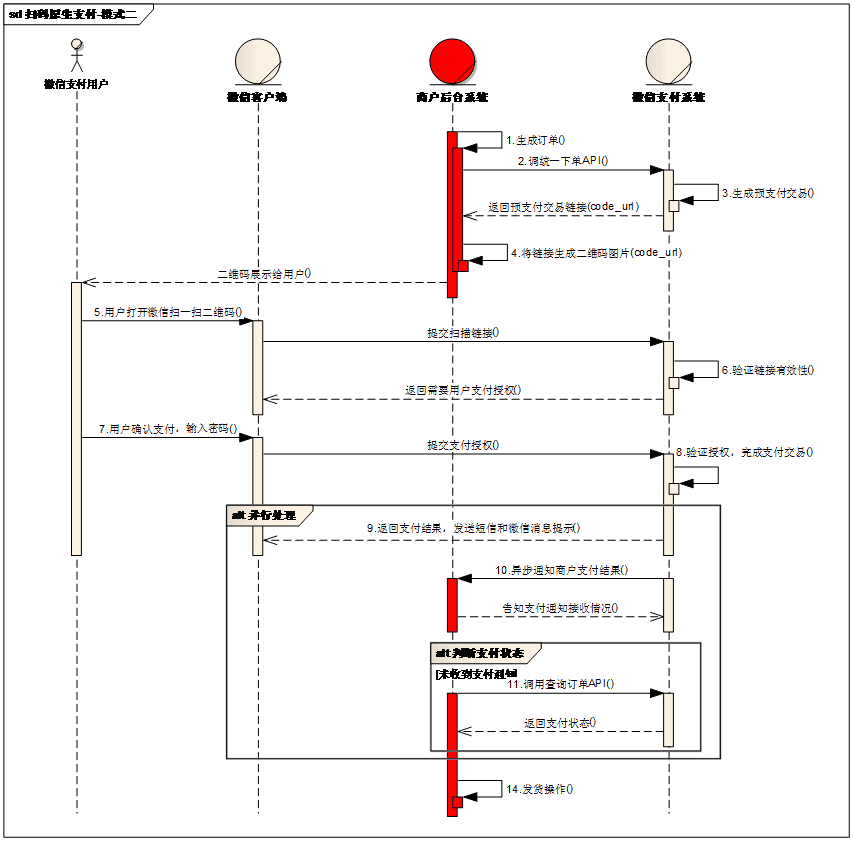 sd 扫码原生支付-模式二
微信支付用户
微信客户端
商户后台系统
微信支付系统
1.生成订单()
2.调统一下单API()
3.生成预支付交易()
返回预支付交易链接(code_url)
4.将链接生成二维码图片(code_url)
二维码展示给用户()
5.用户打开微信扫一扫二维码()
提交扫描链接()
6.验证链接有效性()
返回需要用户支付授权()
7.用户确认支付，输入密码()
提交支付授权()
8.验证授权，完成支付交易()
alt 并行处理
9.返回支付结果，发送短信和微信消息提示()
10.异步通知商户支付结果()
告知支付通知接收情况()
alt 判断支付状态
[未收到支付通知]
11.调用查询订单API()
返回支付状态()
14.发货操作()